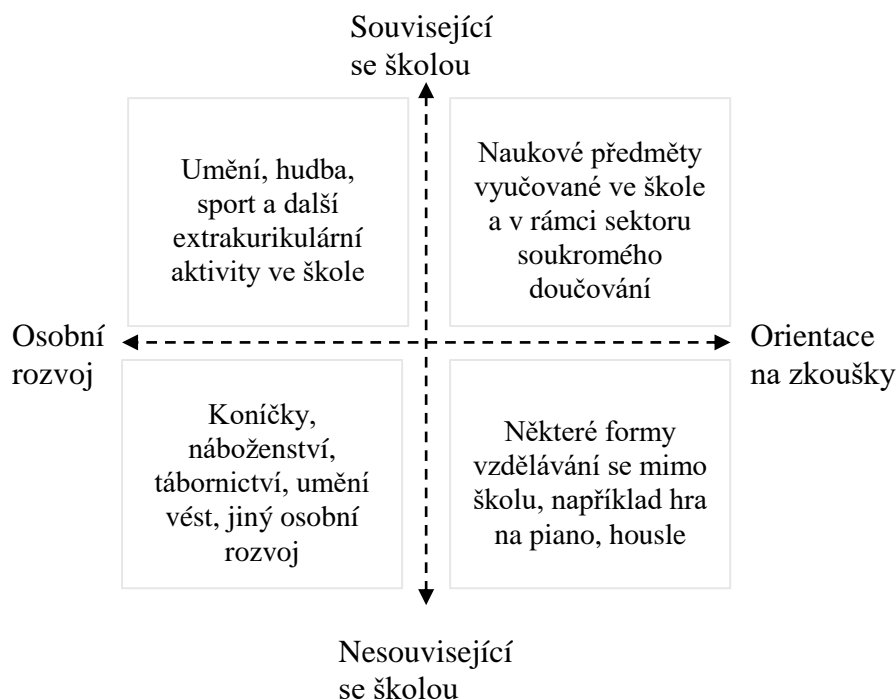 Související
se školou
Umění, hudba,
sport a další
extrakurikulární
aktivity ve škole
Naukové předměty
vyučované ve škole
a v rámci sektoru
soukromého
doučování
Osobní
rozvoj
Orientace
na zkoušky
Koníčky,
náboženství,
tábornictví, umění
vést, jiný osobní
rozvoj
Některé formy
vzdělávání se mimo
školu, například hra
na piano, housle
Nesouvisející
se školou